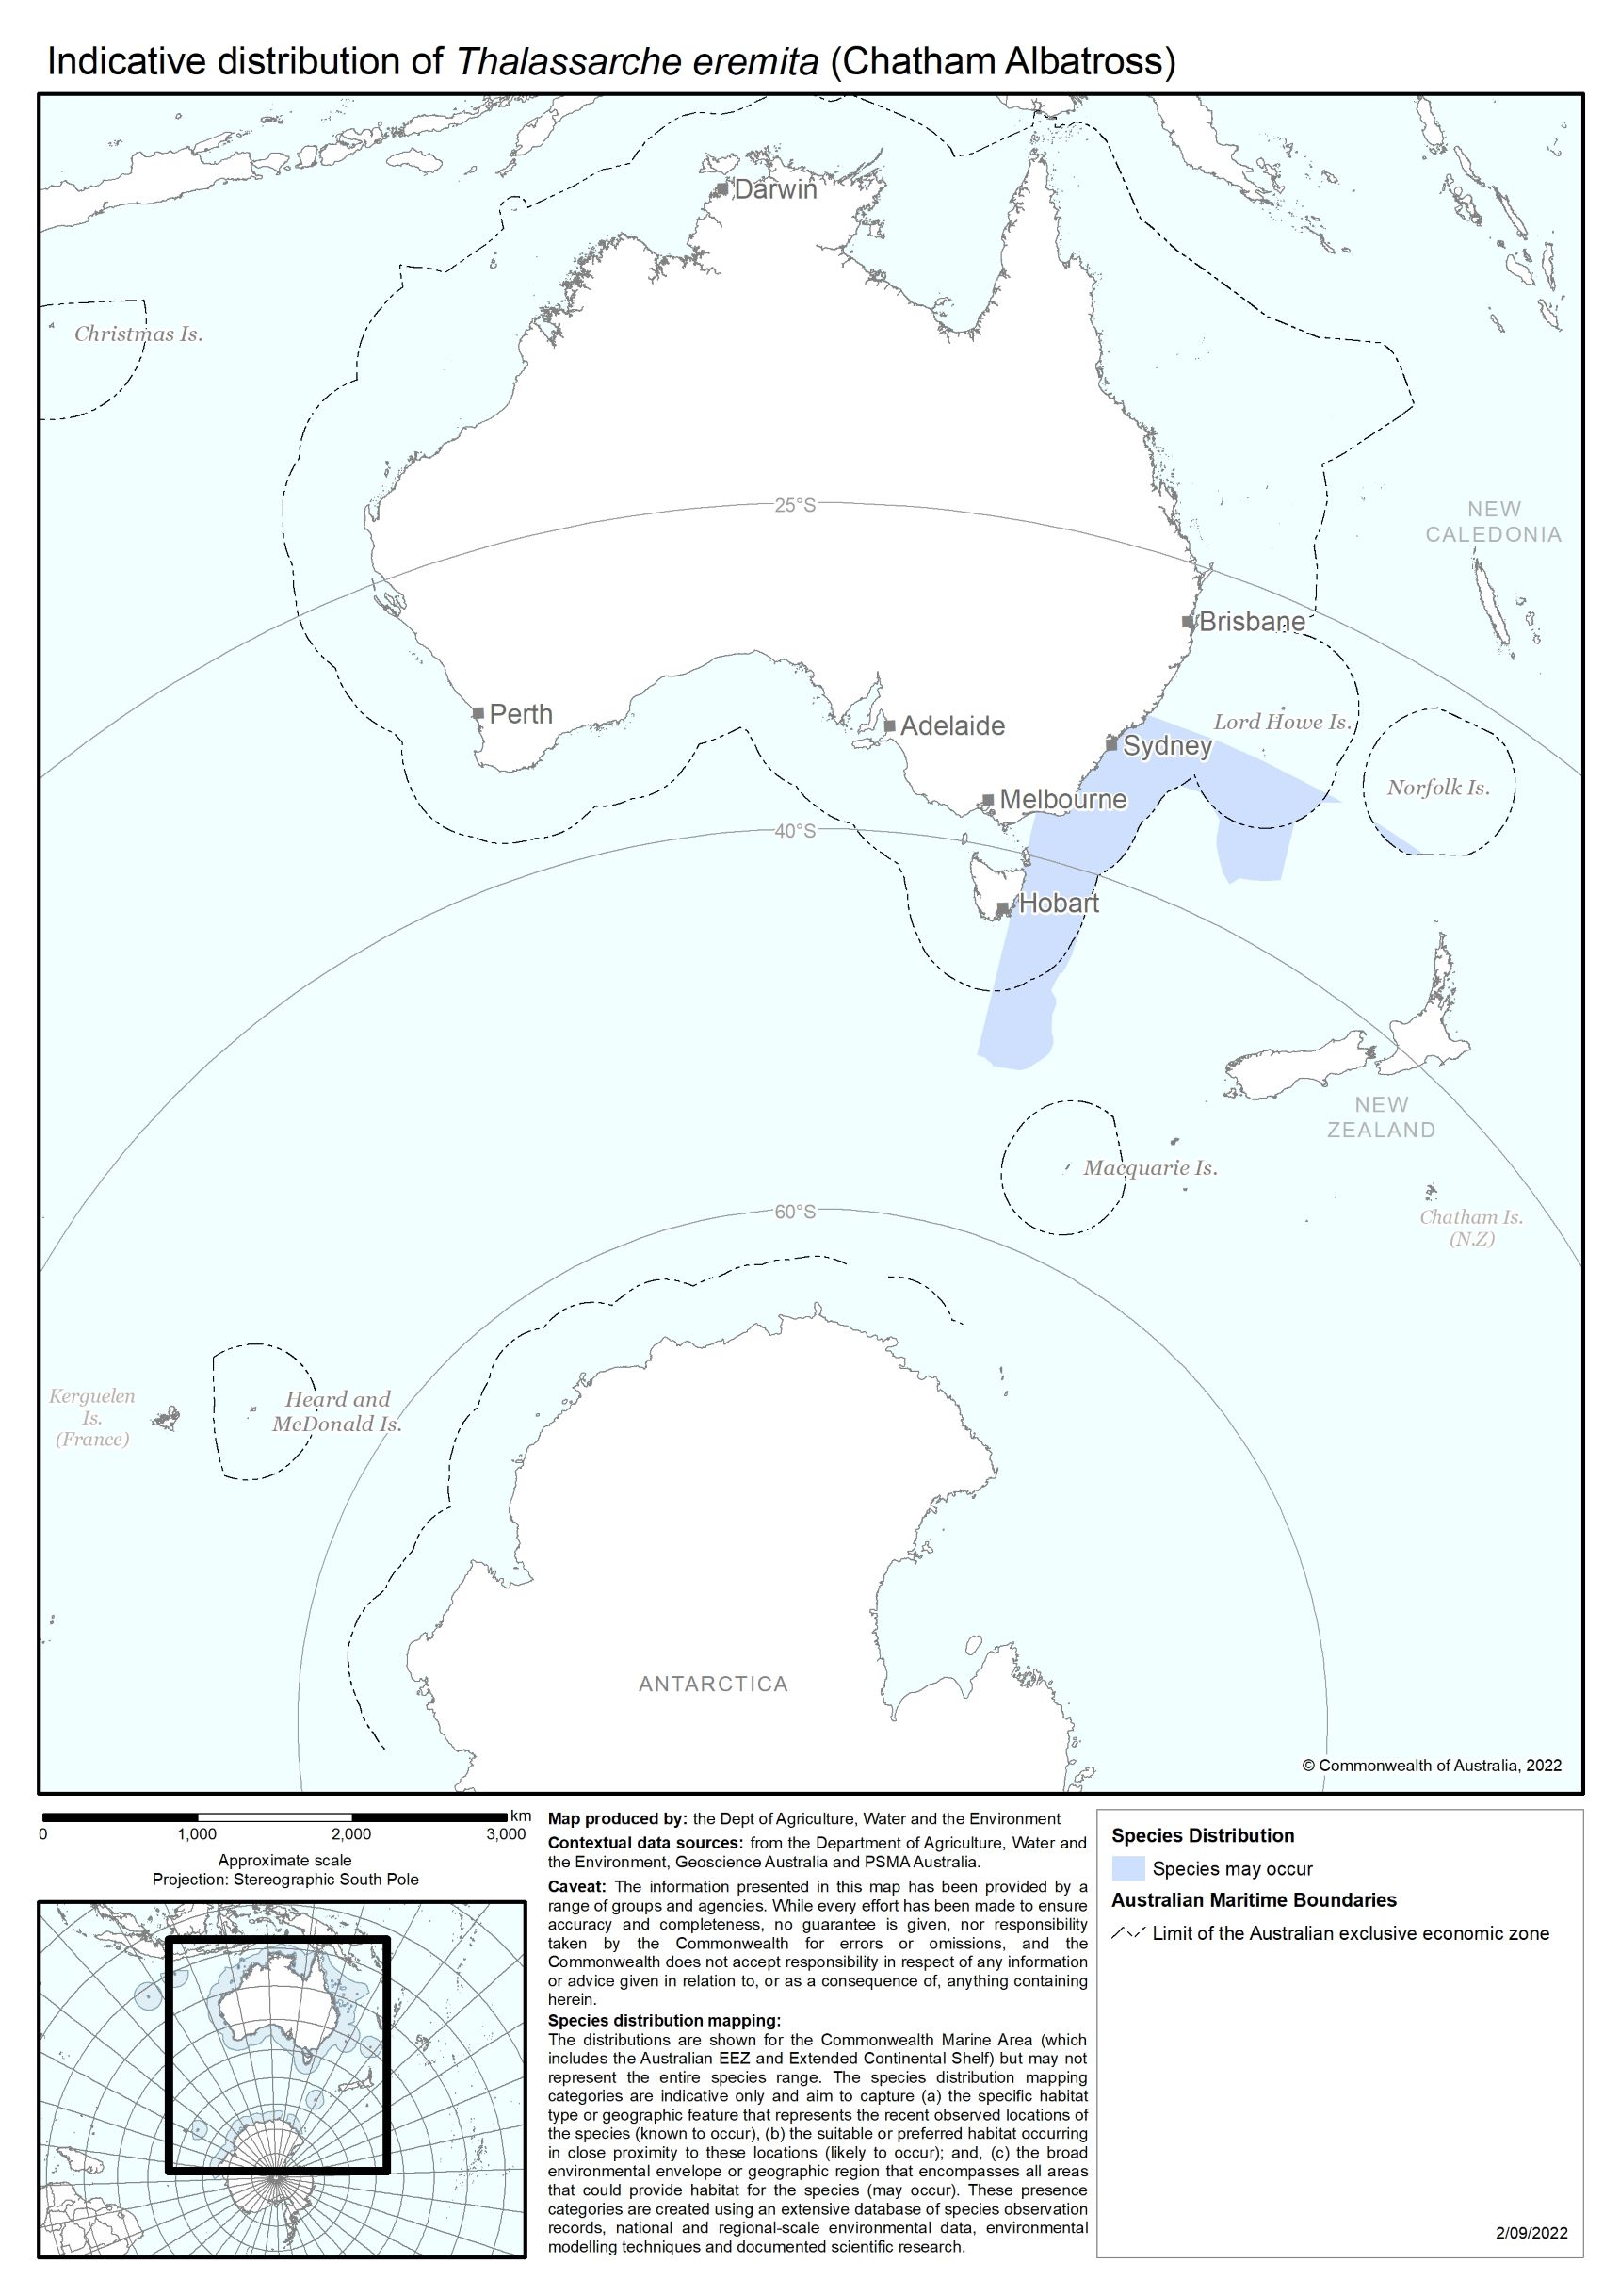 Indicative distribution of Thalassarche eremita (Chatham Albatross)
Darwin
Christmas Is.
25°S
NEW
CALEDONIA
Brisbane
Perth
Adelaide
Lord Howe Is.
Sydney
Norfolk Is.
Melbourne
40°S
Hobart
NEW
ZEALAND
Macquarie Is.
60°S
Chatham Is.
(N.Z)
Kerguelen
Is.
(France)
Heard and
McDonald Is.
ANTARCTICA
© Commonwealth of Australia, 2022
km
0 1,000 2,000 3,000
Approximate scale
Projection: Stereographic South Pole
Map produced by: the Dept of Agriculture, Water and the Environment
Contextual data sources: from the Department of Agriculture, Water and
the Environment, Geoscience Australia and PSMA Australia.
Caveat: The information presented in this map has been provided by a
range of groups and agencies. While every effort has been made to ensure
accuracy and completeness, no guarantee is given, nor responsibility
taken by the Commonwealth for errors or omissions, and the
Commonwealth does not accept responsibility in respect of any information
or advice given in relation to, or as a consequence of, anything containing
herein.
Species distribution mapping:
The distributions are shown for the Commonwealth Marine Area (which
includes the Australian EEZ and Extended Continental Shelf) but may not
represent the entire species range. The species distribution mapping
categories are indicative only and aim to capture (a) the specific habitat
type or geographic feature that represents the recent observed locations of
the species (known to occur), (b) the suitable or preferred habitat occurring
in close proximity to these locations (likely to occur); and, (c) the broad
environmental envelope or geographic region that encompasses all areas
that could provide habitat for the species (may occur). These presence
categories are created using an extensive database of species observation
records, national and regional-scale environmental data, environmental
modelling techniques and documented scientific research.
Species Distribution
Species may occur
Australian Maritime Boundaries
Limit of the Australian exclusive economic zone
2/09/2022